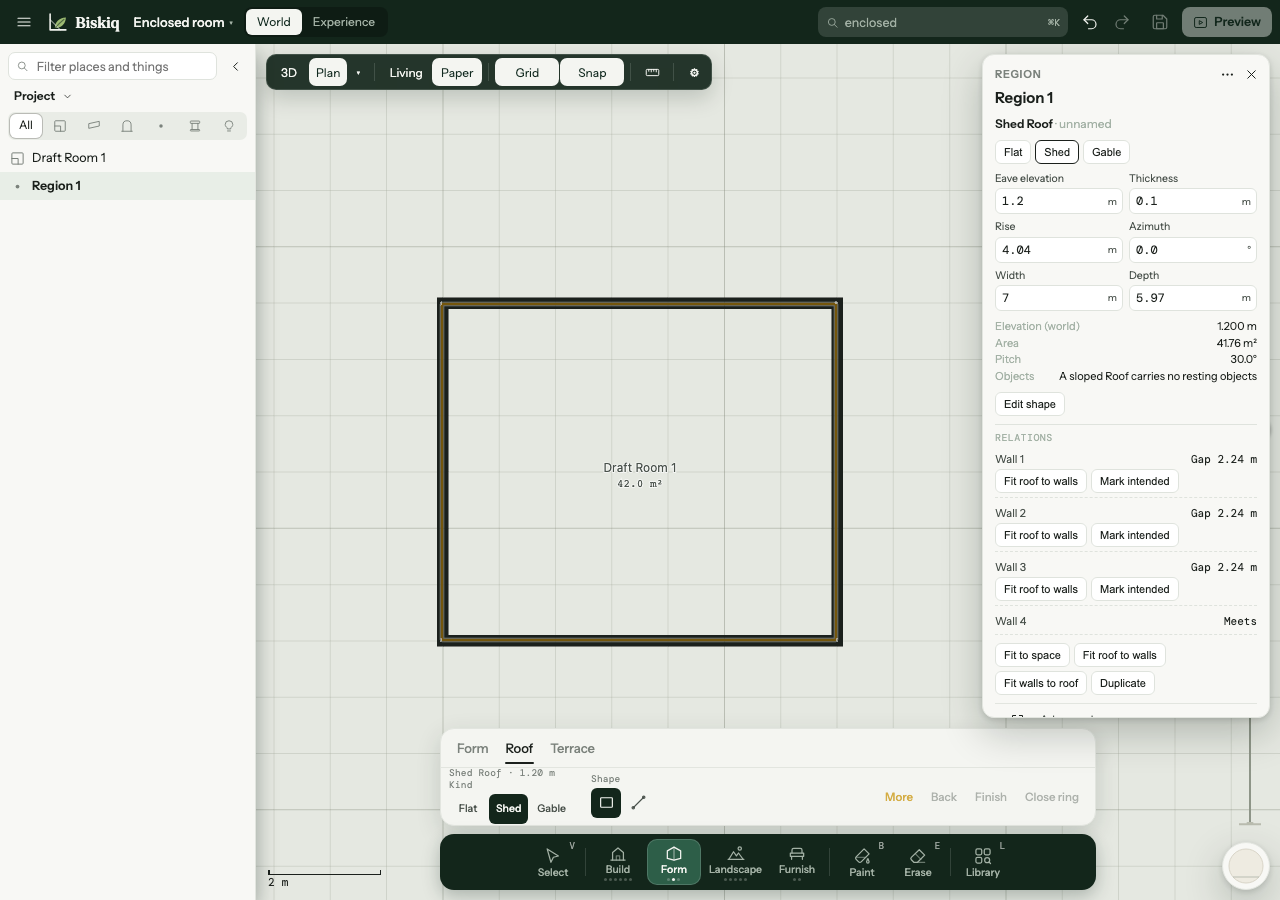 Biskiq
Enclosed room
World
Experience
enclosed
⌘K
Preview
Filter places and things
Project
All
Draft Room 1
Region 1
3D
Plan
Living
Paper
Grid
Snap
Draft Room 1
42.0 m²
2 m
REGION
Region 1
Shed Roof · unnamed
Flat
Shed
Gable
Eave elevation
Thickness
1.2 m
0.1 m
Rise
Azimuth
4.04 m
0.0 °
Width
Depth
7 m
5.97 m
Elevation (world) 1.200 m
Area 41.76 m²
Pitch 30.0°
Objects A sloped Roof carries no resting objects
Edit shape
RELATIONS
Wall 1 Gap 2.24 m
Fit roof to walls
Mark intended
Wall 2 Gap 2.24 m
Fit roof to walls
Mark intended
Wall 3 Gap 2.24 m
Fit roof to walls
Mark intended
Wall 4 Meets
Fit to space
Fit roof to walls
Fit walls to roof
Duplicate
Form
Roof
Terrace
Shed Roof · 1.20 m
Kind
Flat
Shed
Gable
Shape
More
Back
Finish
Close ring
Select
V
Build
Form
Landscape
Furnish
Paint
B
Erase
E
Library
L